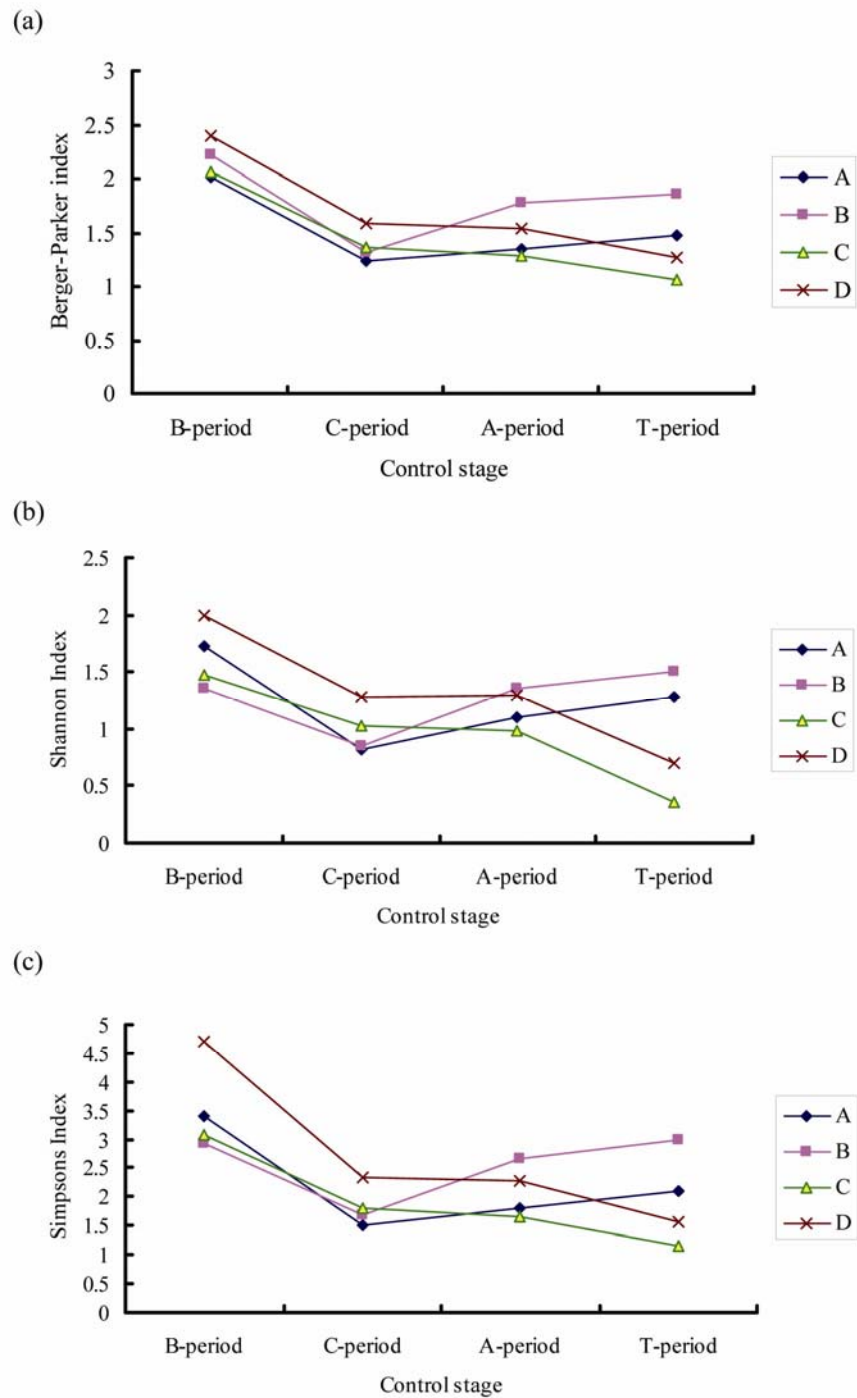 (a)
Berger-Parker index
3
2.5
2
1.5
1
0.5
0
B-period C-period A-period T-period
Control stage
A
B
C
D
(b)
Shannon Index
2.5
2
1.5
1
0.5
0
B-period C-period A-period T-period
Control stage
A
B
C
D
(c)
Simpsons Index
5
4.5
4
3.5
3
2.5
2
1.5
1
0.5
0
B-period C-period A-period T-period
Control stage
A
B
C
D